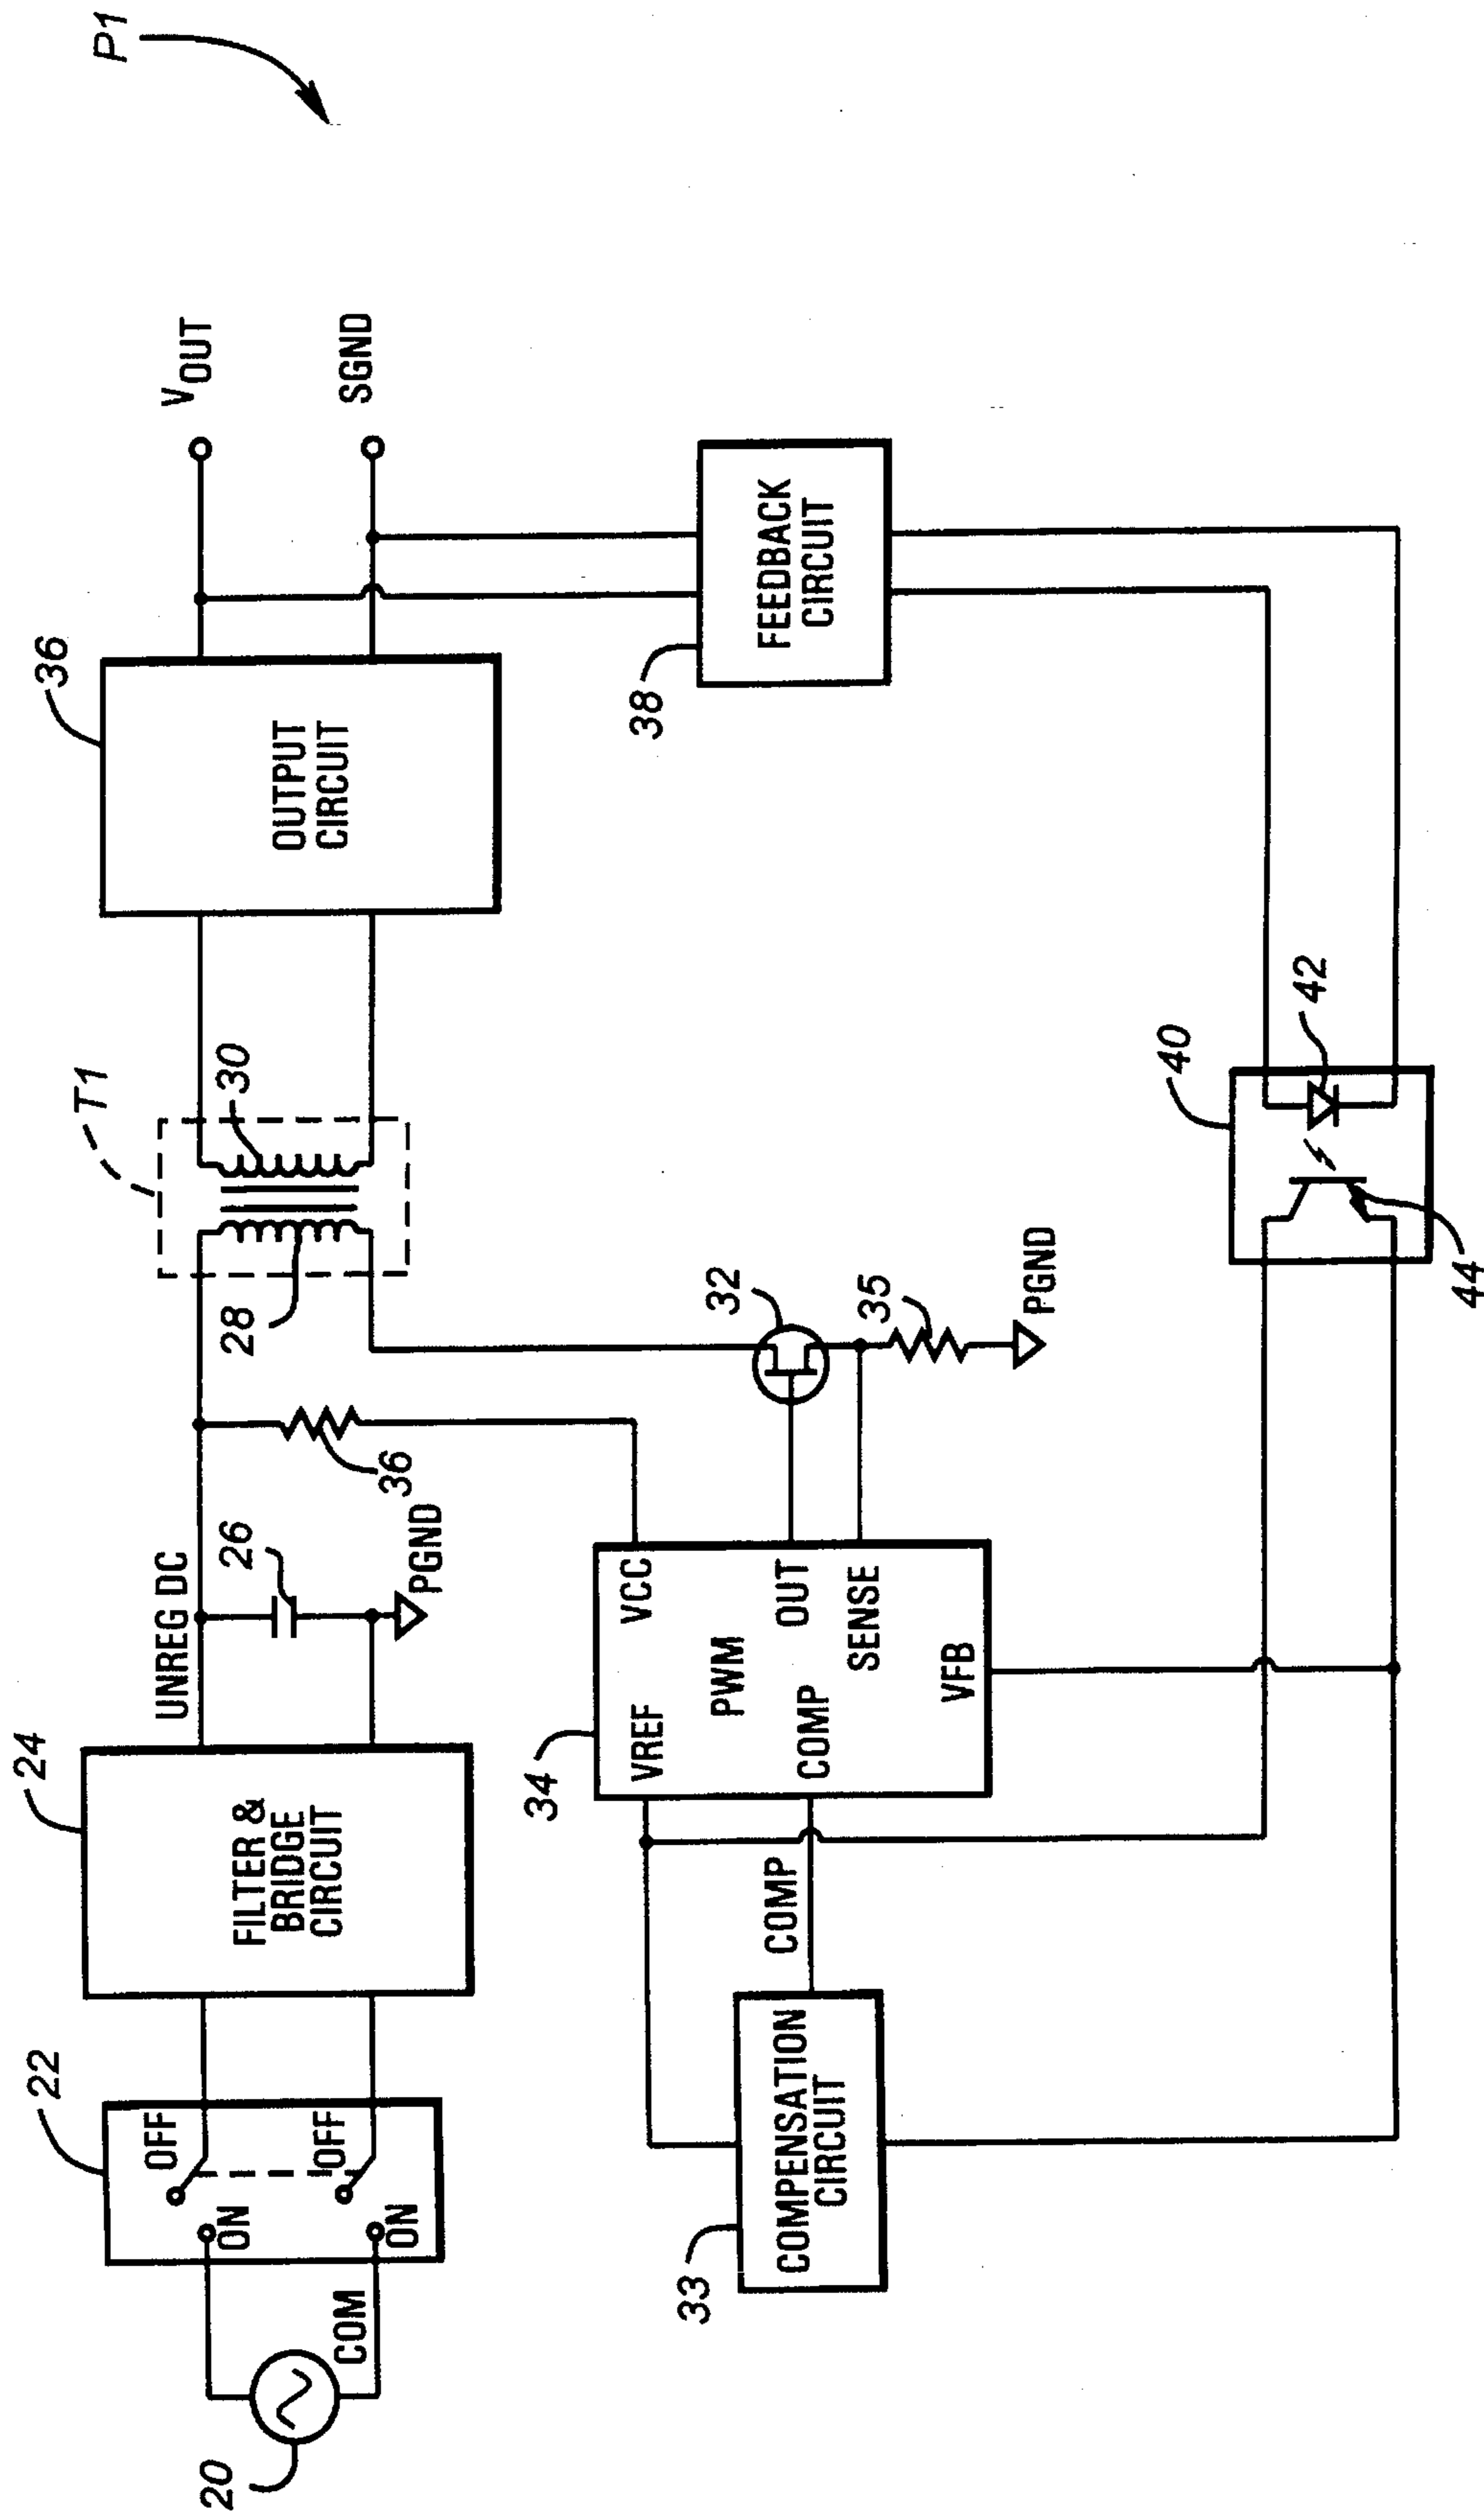 P1
20
COM
22
OFF
ON
OFF
ON
24
FILTER &
BRIDGE
CIRCUIT
UNREG DC
26
PGND
36
28
T1
30
36
OUTPUT
CIRCUIT
VOUT
SGND
33
COMPENSATION
CIRCUIT
COMP
34
VREF
VCC
PWM
COMP
OUT
SENSE
VFB
32
35
PGND
38
FEEDBACK
CIRCUIT
40
42
44